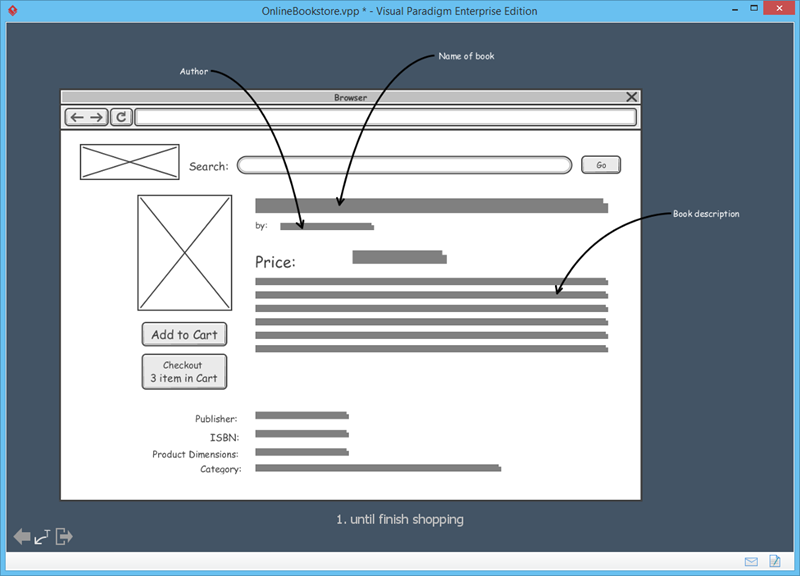 OnlineBookstore.vpp * - Visual Paradigm Enterprise Edition
Name of book
Author
Browser
Search:
Go
by:
Book description
Price:
Add to Cart
Checkout
3 item in Cart
Publisher:
ISBN:
Product Dimensions:
Category:
1. until finish shopping